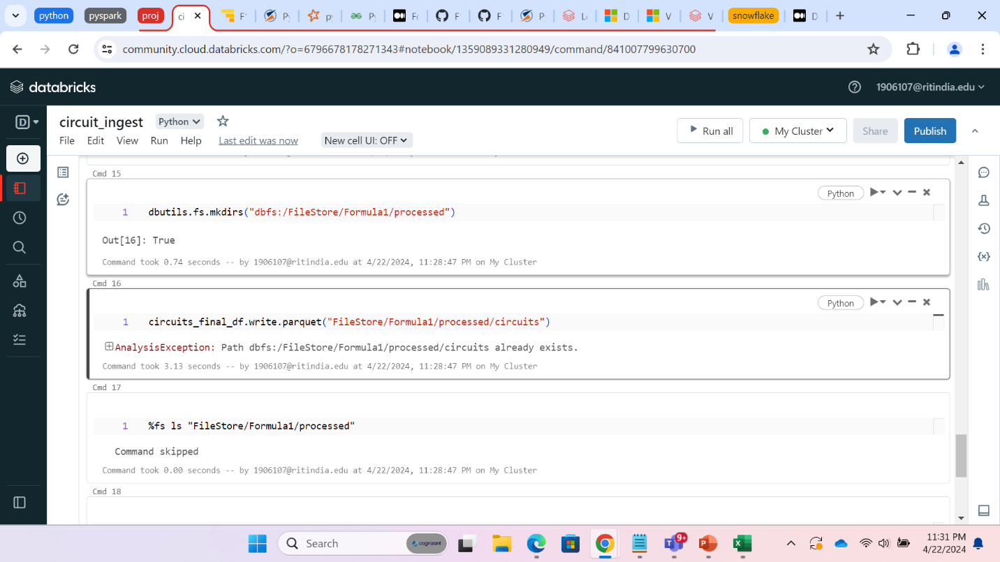 python
pyspark
proj
ci
F
Py
py
Py
Fo
F
F
P
Lo
D
V
V
snowflake
D
community.cloud.databricks.com/?o=6796678178271343#notebook/1359089331280949/command/841007799630700
databricks
1906107@ritindia.edu
D
circuit_ingest
Python
File Edit View Run Help Last edit was now New cell UI: OFF
Run all
My Cluster
Share
Publish
Cmd 15
Python
1 dbutils.fs.mkdirs("dbfs:/FileStore/Formula1/processed")
Out[16]: True
Command took 0.74 seconds -- by 1906107@ritindia.edu at 4/22/2024, 11:28:47 PM on My Cluster
Cmd 16
Python
1 circuits_final_df.write.parquet("FileStore/Formula1/processed/circuits")
AnalysisException: Path dbfs:/FileStore/Formula1/processed/circuits already exists.
Command took 3.13 seconds -- by 1906107@ritindia.edu at 4/22/2024, 11:28:47 PM on My Cluster
Cmd 17
1 %fs ls "FileStore/Formula1/processed"
Command skipped
Command took 0.00 seconds -- by 1906107@ritindia.edu at 4/22/2024, 11:28:47 PM on My Cluster
Cmd 18
Search
cognizant
9+
11:31 PM
4/22/2024